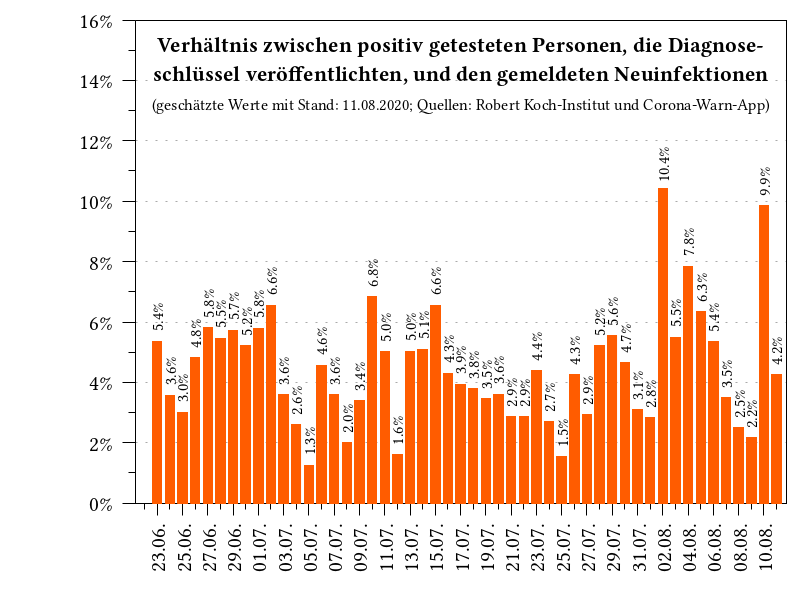 Verhältnis zwischen positiv getesteten Personen, die Diagnose-
schlüssel veröffentlichten, und den gemeldeten Neuinfektionen
(geschätzte Werte mit Stand: 11.08.2020; Quellen: Robert Koch-Institut und Corona-Warn-App)
16%
14%
12%
10%
8%
6%
4%
2%
0%
5.4% 3.6% 3.0% 4.8% 5.8% 5.5% 5.7% 5.2% 5.8% 6.6% 3.6% 2.6% 1.3% 4.6% 3.6% 2.0% 3.4% 6.8% 5.0% 1.6% 5.0% 5.1% 6.6% 4.3% 3.9% 3.8% 3.5% 3.6% 2.9% 2.9% 4.4% 2.7% 1.5% 4.3% 2.9% 5.2% 5.6% 4.7% 3.1% 2.8% 10.4% 5.5% 7.8% 6.3% 5.4% 3.5% 2.5% 2.2% 9.9% 4.2%
23.06. 25.06. 27.06. 29.06. 01.07. 03.07. 05.07. 07.07. 09.07. 11.07. 13.07. 15.07. 17.07. 19.07. 21.07. 23.07. 25.07. 27.07. 29.07. 31.07. 02.08. 04.08. 06.08. 08.08. 10.08.